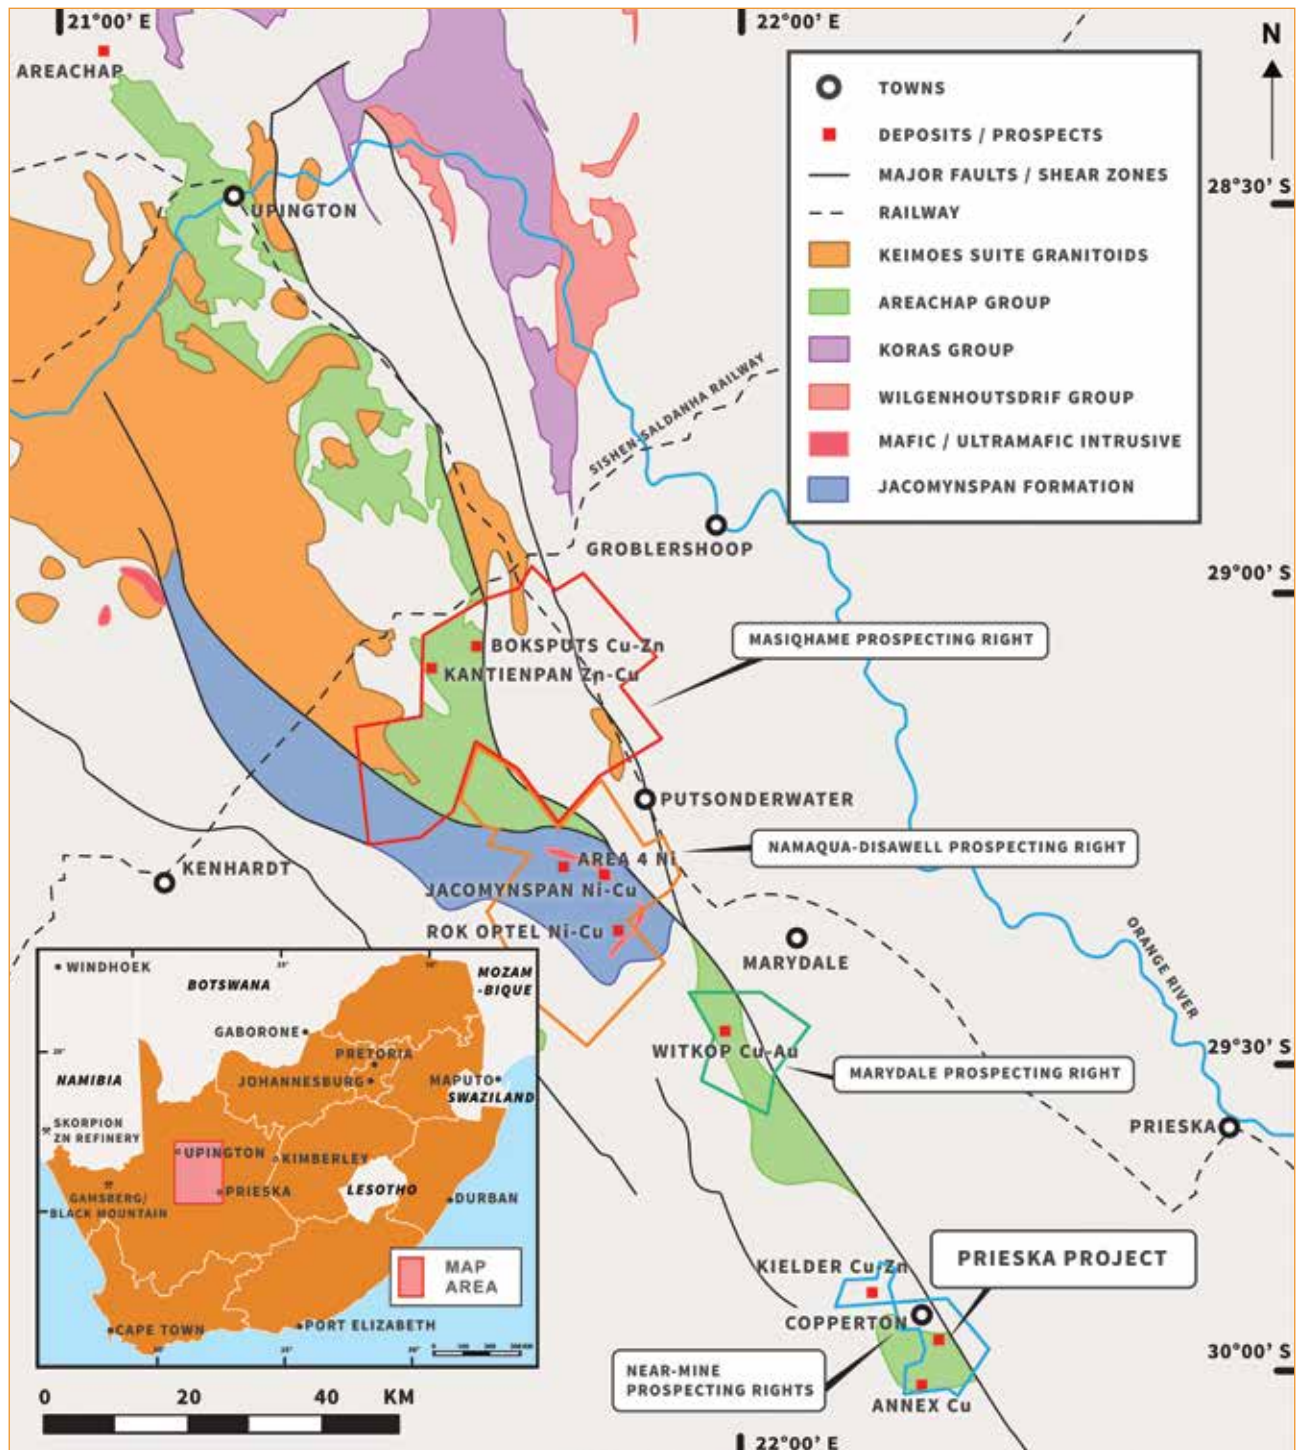 21°00’ E
22°00’ E
N
AREACHAP
TOWNS
DEPOSITS / PROSPECTS
MAJOR FAULTS / SHEAR ZONES
RAILWAY
KEIMOES SUITE GRANITOIDS
AREACHAP GROUP
KORAS GROUP
WILGENHOUTSDRIF GROUP
MAFIC / ULTRAMAFIC INTRUSIVE
JACOMYNSPAN FORMATION
28°30’ S
UPINGTON
SISHEN-SALDANHA RAILWAY
GROBLERSHOOP
29°00’ S
MASIQHAME PROSPECTING RIGHT
BOKSPUTS Cu-Zn
KANTIENPAN Zn-Cu
PUTSONDERWATER
NAMAQUA-DISAWELL PROSPECTING RIGHT
KENHARDT
AREA 4 Ni
JACOMYNSPAN Ni-Cu
ROK OPTEL Ni-Cu
MARYDALE
ORANGE RIVER
WITKOP Cu-Au
29°30’ S
MARYDALE PROSPECTING RIGHT
PRIESKA
PRIESKA PROJECT
KIELDER Cu-Zn
COPPERTON
NEAR-MINE
PROSPECTING RIGHTS
ANNEX Cu
30°00’ S
22°00’ E
WINDHOEK
BOTSWANA
MOZAM
-BIQUE
GABORONE
PRETORIA
NAMIBIA
JOHANNESBURG
MAPUTO
SWAZILAND
SKORPION
ZN REFINERY
UPINGTON
KIMBERLEY
PRIESKA
LESOTHO
GAMSBERG/
BLACK MOUNTAIN
DURBAN
MAP
AREA
CAPE TOWN
PORT ELIZABETH
0 20 40 KM